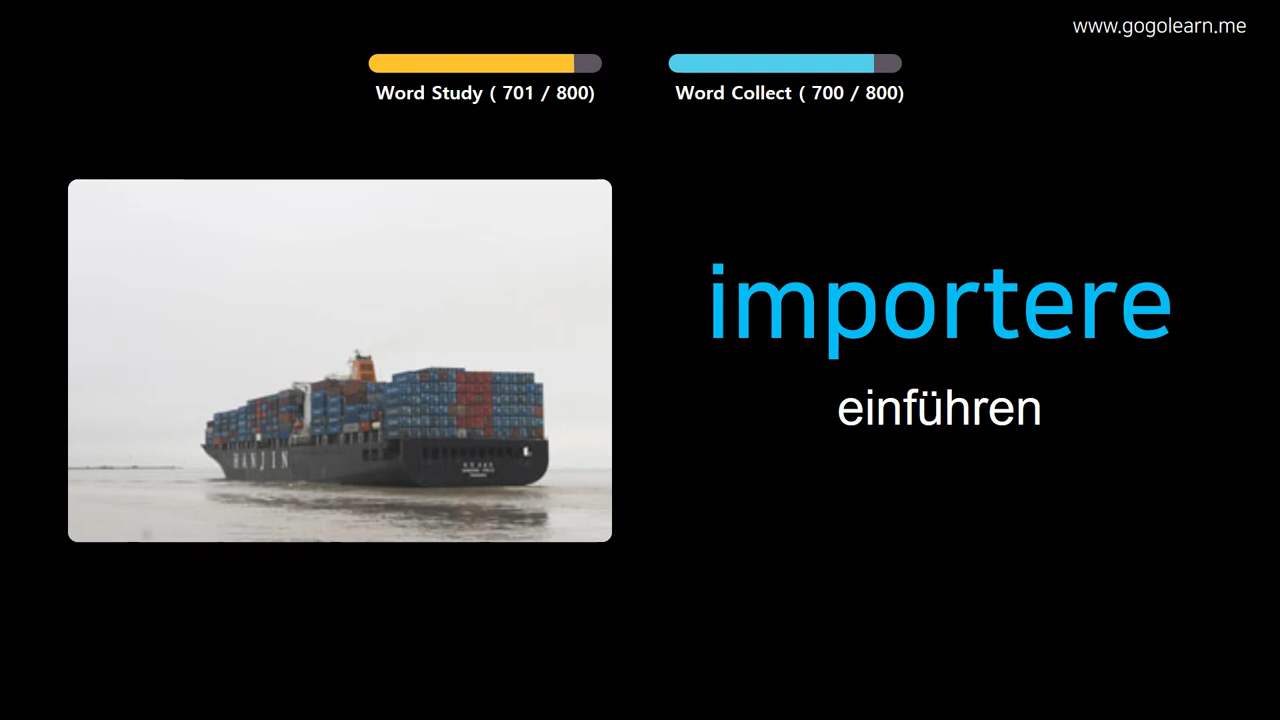 www.gogolearn.me
Word Study ( 701 / 800)
Word Collect ( 700 / 800)
importere
einführen
HANJIN